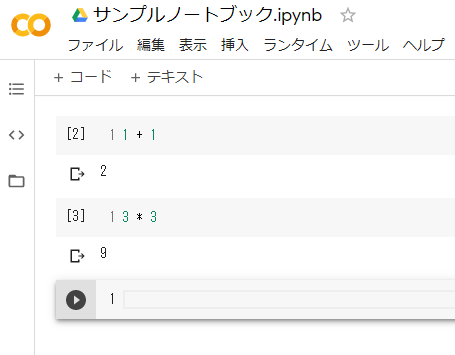 サンプルノートブック.ipynb
ファイル 編集 表示 挿入 ランタイム ツール ヘルプ
+ コード + テキスト
[2] 1 1 + 1
2
[3] 1 3 * 3
9
1